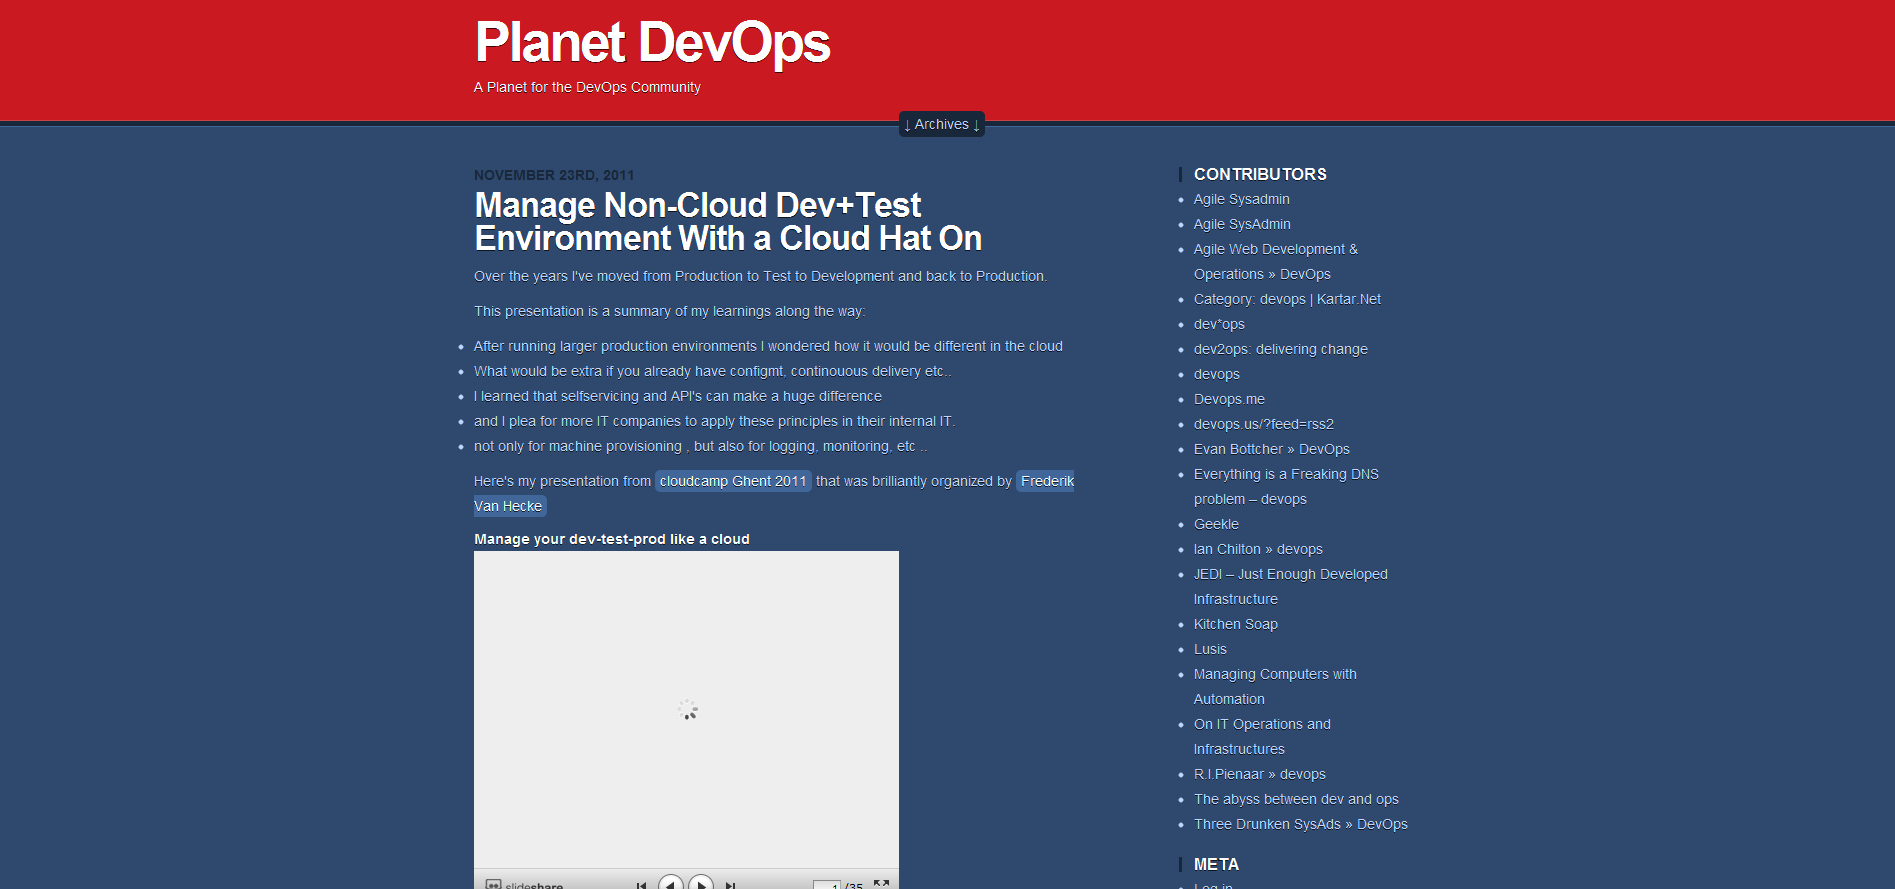 Planet DevOps
A Planet for the DevOps Community
↓ Archives ↓
NOVEMBER 23RD, 2011
Manage Non-Cloud Dev+Test
Environment With a Cloud Hat On
Over the years I've moved from Production to Test to Development and back to Production.
This presentation is a summary of my learnings along the way:
After running larger production environments I wondered how it would be different in the cloud
What would be extra if you already have configmt, continouous delivery etc..
I learned that selfservicing and API's can make a huge difference
and I plea for more IT companies to apply these principles in their internal IT.
not only for machine provisioning , but also for logging, monitoring, etc ..
Here's my presentation from cloudcamp Ghent 2011 that was brilliantly organized by Frederik
Van Hecke
Manage your dev-test-prod like a cloud
slideshare
1 /35
CONTRIBUTORS
Agile Sysadmin
Agile SysAdmin
Agile Web Development &
Operations » DevOps
Category: devops | Kartar.Net
dev*ops
dev2ops: delivering change
devops
Devops.me
devops.us/?feed=rss2
Evan Bottcher » DevOps
Everything is a Freaking DNS
problem – devops
Geekle
Ian Chilton » devops
JEDI – Just Enough Developed
Infrastructure
Kitchen Soap
Lusis
Managing Computers with
Automation
On IT Operations and
Infrastructures
R.I.Pienaar » devops
The abyss between dev and ops
Three Drunken SysAds » DevOps
META
Log in